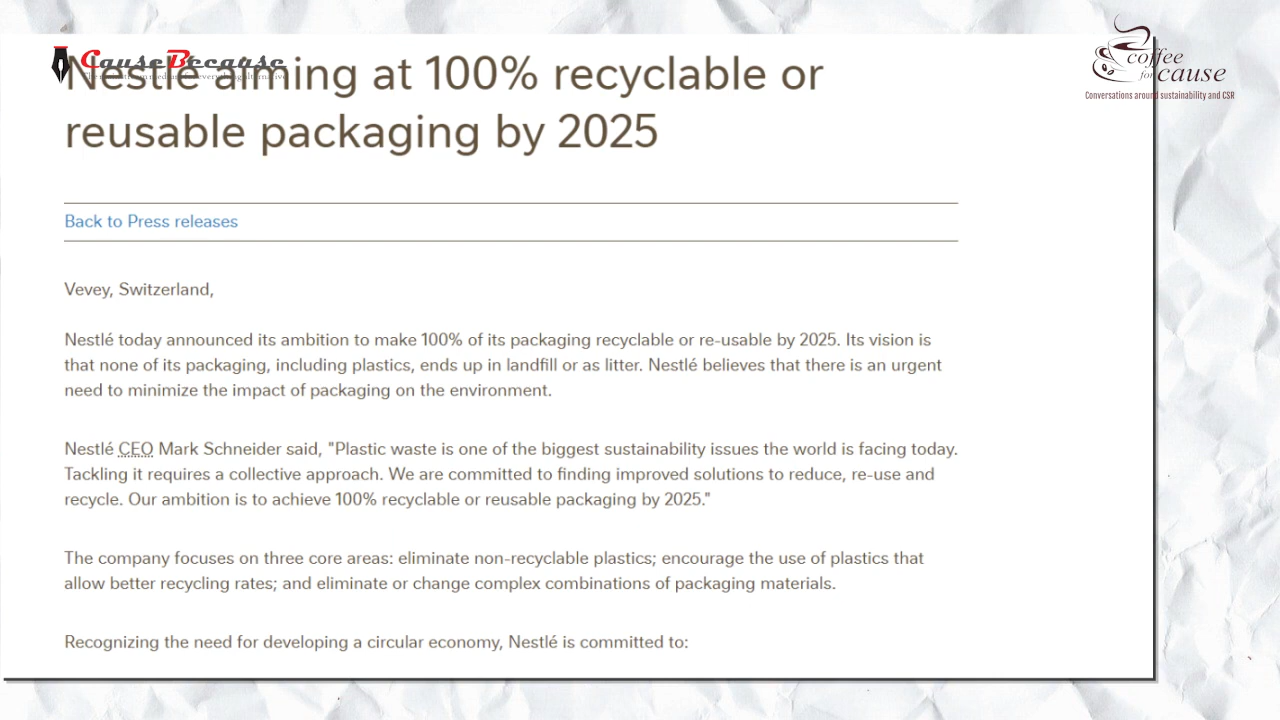 CauseBecause
Nestlé aiming at 100% recyclable or
reusable packaging by 2025
coffee
for cause
Conversations around sustainability and CSR
Back to Press releases
Vevey, Switzerland,
Nestlé today announced its ambition to make 100% of its packaging recyclable or re-usable by 2025. Its vision is
that none of its packaging, including plastics, ends up in landfill or as litter. Nestlé believes that there is an urgent
need to minimize the impact of packaging on the environment.
Nestlé CEO Mark Schneider said, "Plastic waste is one of the biggest sustainability issues the world is facing today.
Tackling it requires a collective approach. We are committed to finding improved solutions to reduce, re-use and
recycle. Our ambition is to achieve 100% recyclable or reusable packaging by 2025."
The company focuses on three core areas: eliminate non-recyclable plastics; encourage the use of plastics that
allow better recycling rates; and eliminate or change complex combinations of packaging materials.
Recognizing the need for developing a circular economy, Nestlé is committed to: